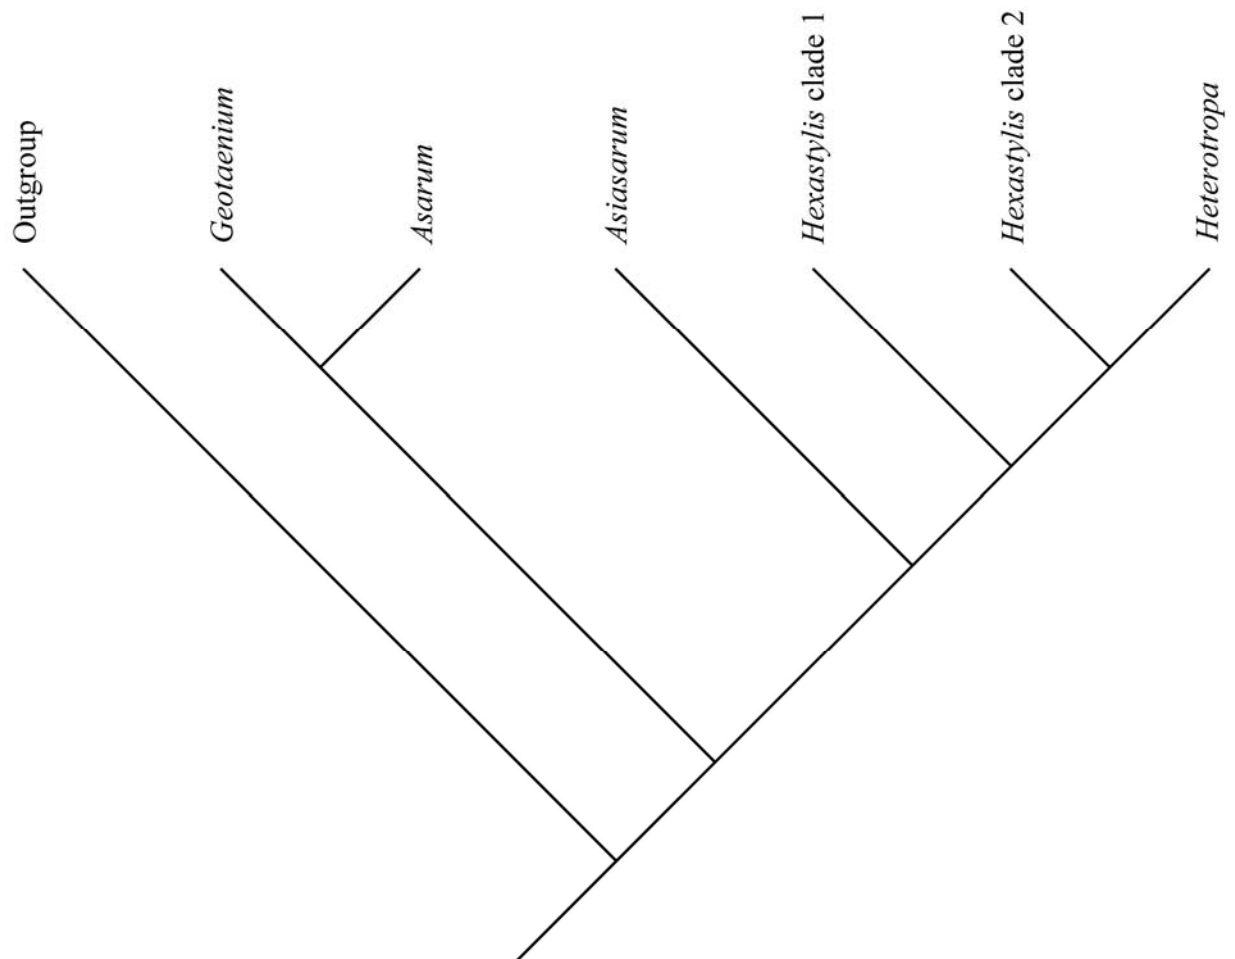 Outgroup
Geotaenium
Asarum
Asiasarum
Hexastylis clade 1
Hexastylis clade 2
Heterotropa